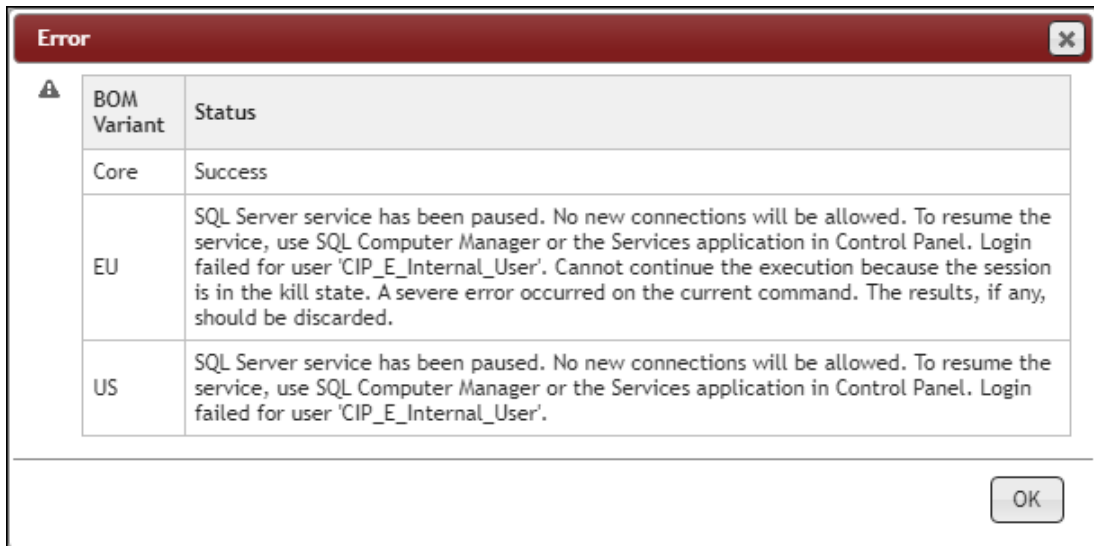 Error
BOM
Variant
Status
Core
Success
EU
SQL Server service has been paused. No new connections will be allowed. To resume the
service, use SQL Computer Manager or the Services application in Control Panel. Login
failed for user 'CIP_E_Internal_User'. Cannot continue the execution because the session
is in the kill state. A severe error occurred on the current command. The results, if any,
should be discarded.
US
SQL Server service has been paused. No new connections will be allowed. To resume the
service, use SQL Computer Manager or the Services application in Control Panel. Login
failed for user 'CIP_E_Internal_User'.
OK